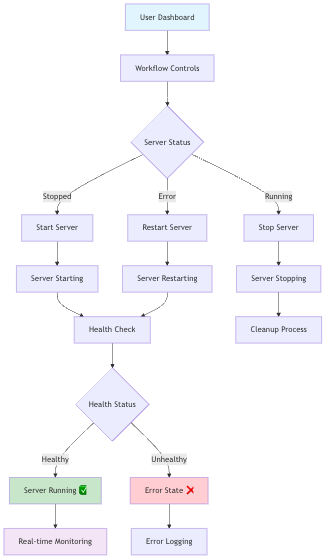 User Dashboard
Workflow Controls
Server Status
Stopped
Error
Running
Start Server
Restart Server
Stop Server
Server Starting
Server Restarting
Server Stopping
Health Check
Cleanup Process
Health Status
Healthy
Unhealthy
Server Running ✅
Error State ❌
Real-time Monitoring
Error Logging